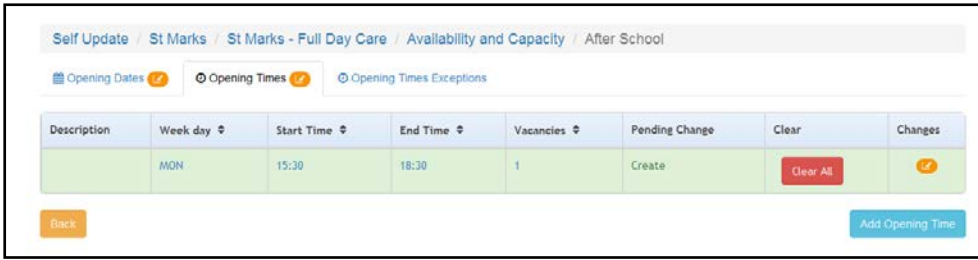 Self Update / St Marks / St Marks - Full Day Care / Availability and Capacity / After School
Opening Dates Opening Times Opening Times Exceptions
Description Week day Start Time End Time Vacancies Pending Change Clear Changes
MON 15:30 18:30 1 Create Clear All
Back Add Opening Time